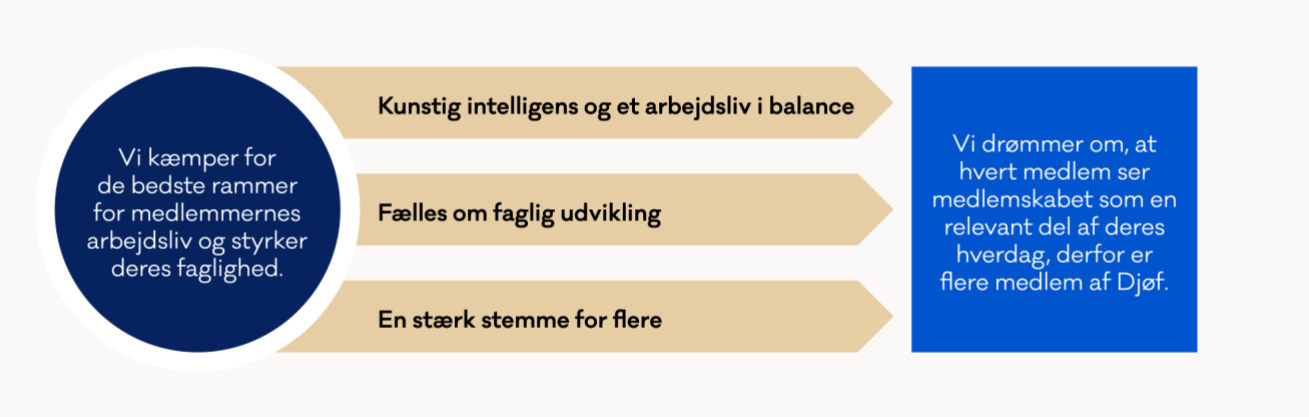 Vi kæmper for
de bedste rammer
for medlemmernes
arbejdsliv og styrker
deres faglighed.
Kunstig intelligens og et arbejdsliv i balance
Fælles om faglig udvikling
En stærk stemme for flere
Vi drømmer om, at
hvert medlem ser
medlemskabet som en
relevant del af deres
hverdag, derfor er
flere medlem af Djøf.